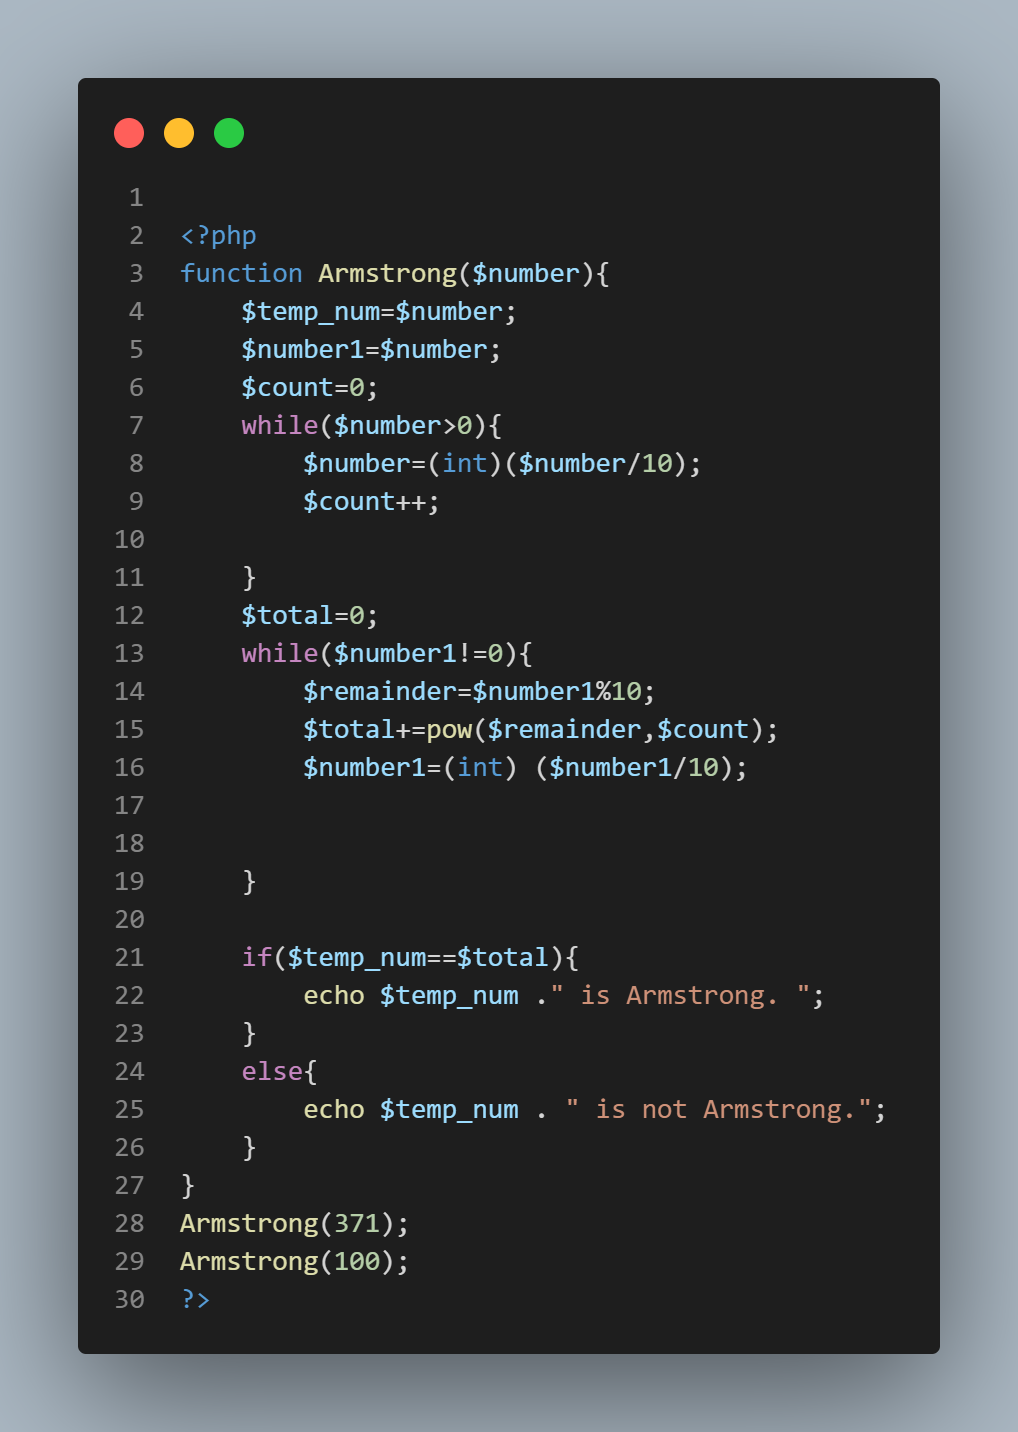 1
2 <?php
3 function Armstrong($number){
4     $temp_num=$number;
5     $number1=$number;
6     $count=0;
7     while($number>0){
8         $number=(int)($number/10);
9         $count++;
10
11     }
12     $total=0;
13     while($number1!=0){
14         $remainder=$number1%10;
15         $total+=pow($remainder,$count);
16         $number1=(int) ($number1/10);
17
18
19     }
20
21     if($temp_num==$total){
22         echo $temp_num ." is Armstrong. ";
23     }
24     else{
25         echo $temp_num . " is not Armstrong.";
26     }
27 }
28 Armstrong(371);
29 Armstrong(100);
30 ?>